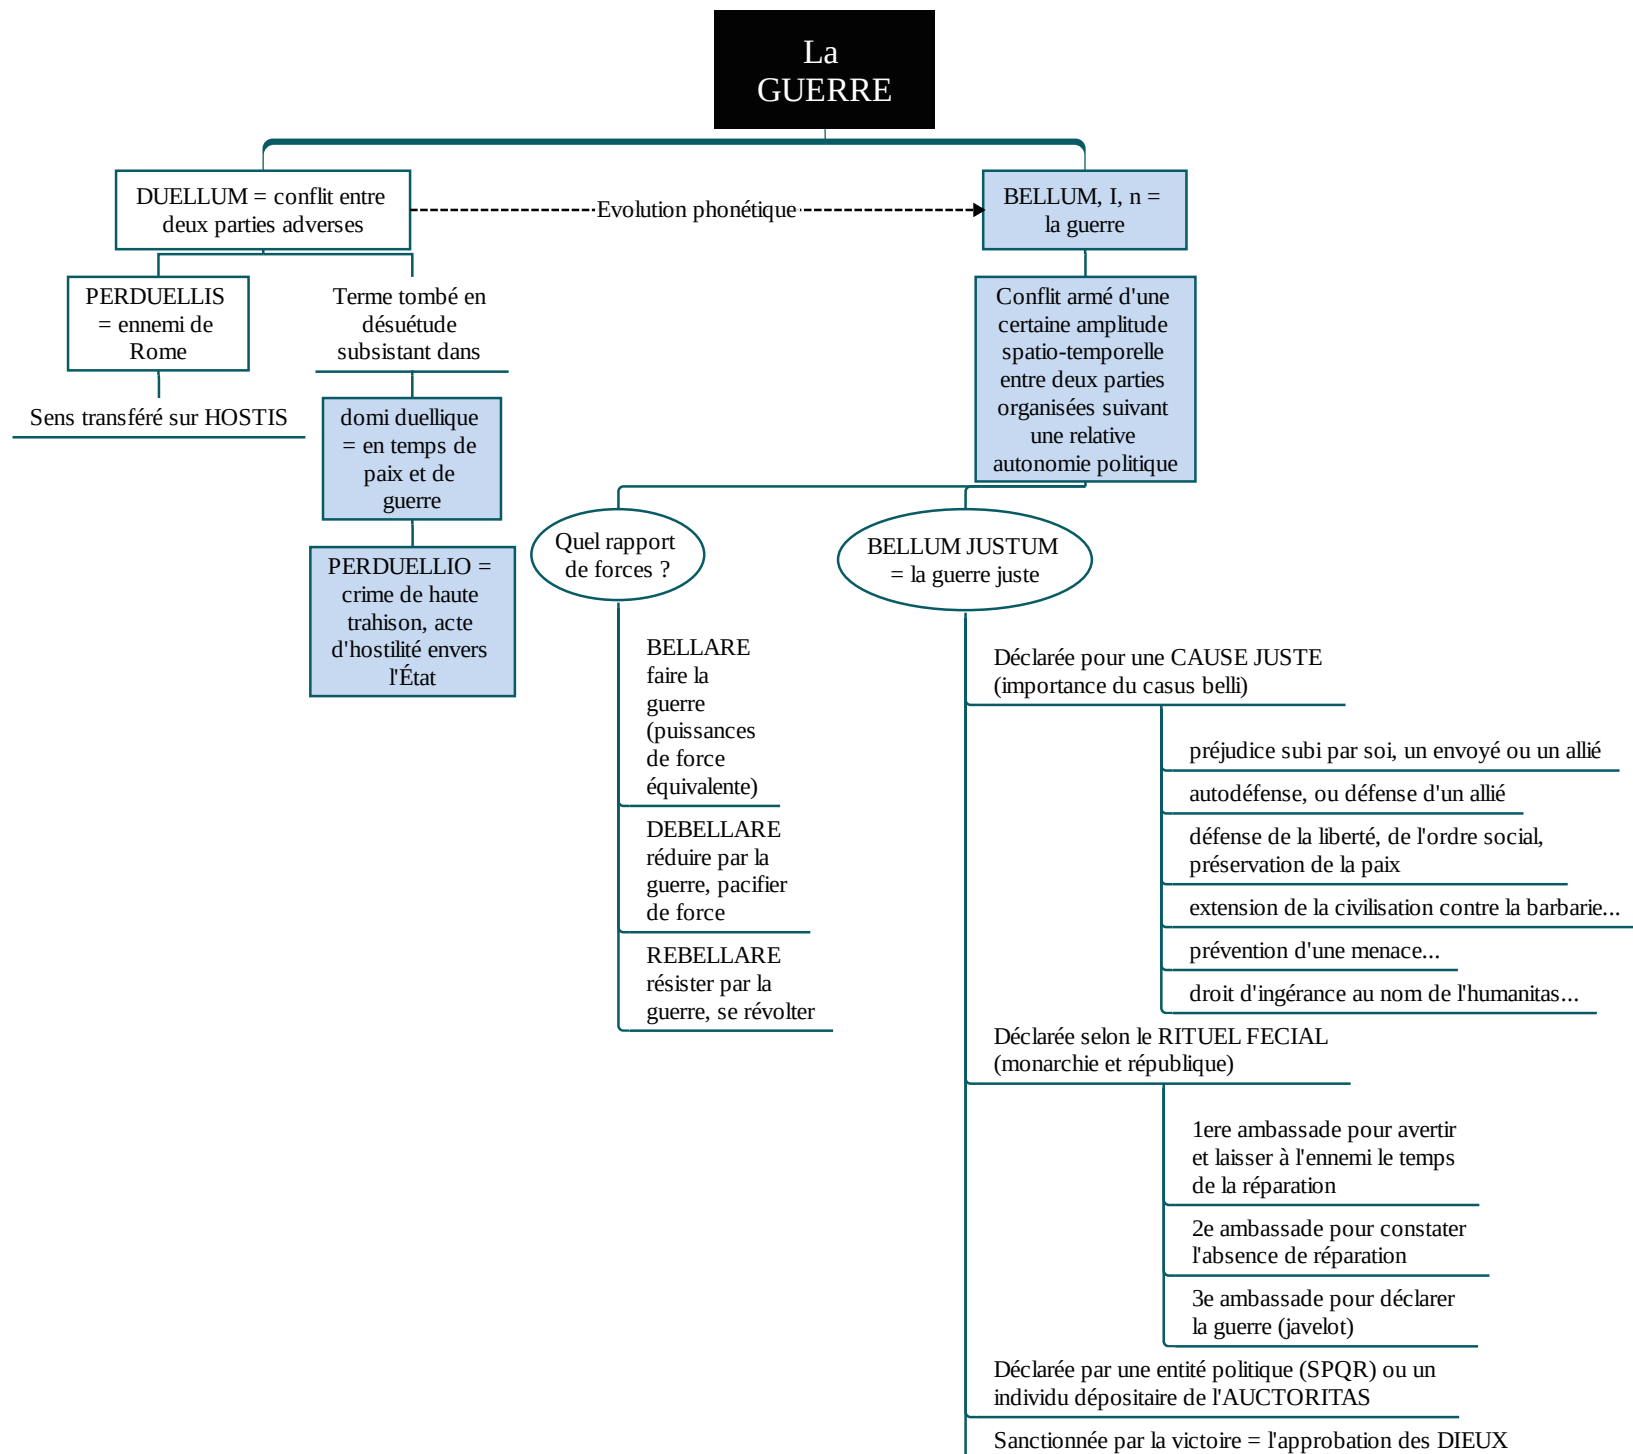 La
GUERRE
DUELLUM = conflit entre
deux parties adverses
Evolution phonétique
BELLUM, I, n =
la guerre
PERDUELLIS
= ennemi de
Rome
Sens transféré sur HOSTIS
Terme tombé en
désuétude
subsistant dans
domi duellique
= en temps de
paix et de
guerre
PERDUELLIO =
crime de haute
trahison, acte
d'hostilité envers
l'État
Conflit armé d'une
certaine amplitude
spatio-temporelle
entre deux parties
organisées suivant
une relative
autonomie politique
Quel rapport
de forces ?
BELLARE
faire la
guerre
(puissances
de force
équivalente)
DEBELLARE
réduire par la
guerre, pacifier
de force
REBELLARE
résister par la
guerre, se révolter
BELLUM JUSTUM
= la guerre juste
Déclarée pour une CAUSE JUSTE
(importance du casus belli)
préjudice subi par soi, un envoyé ou un allié
autodéfense, ou défense d'un allié
défense de la liberté, de l'ordre social,
préservation de la paix
extension de la civilisation contre la barbarie...
prévention d'une menace...
droit d'ingérance au nom de l'humanitas...
Déclarée selon le RITUEL FECIAL
(monarchie et république)
1ere ambassade pour avertir
et laisser à l'ennemi le temps
de la réparation
2e ambassade pour constater
l'absence de réparation
3e ambassade pour déclarer
la guerre (javelot)
Déclarée par une entité politique (SPQR) ou un
individu dépositaire de l'AUCTORITAS
Sanctionnée par la victoire = l'approbation des DIEUX